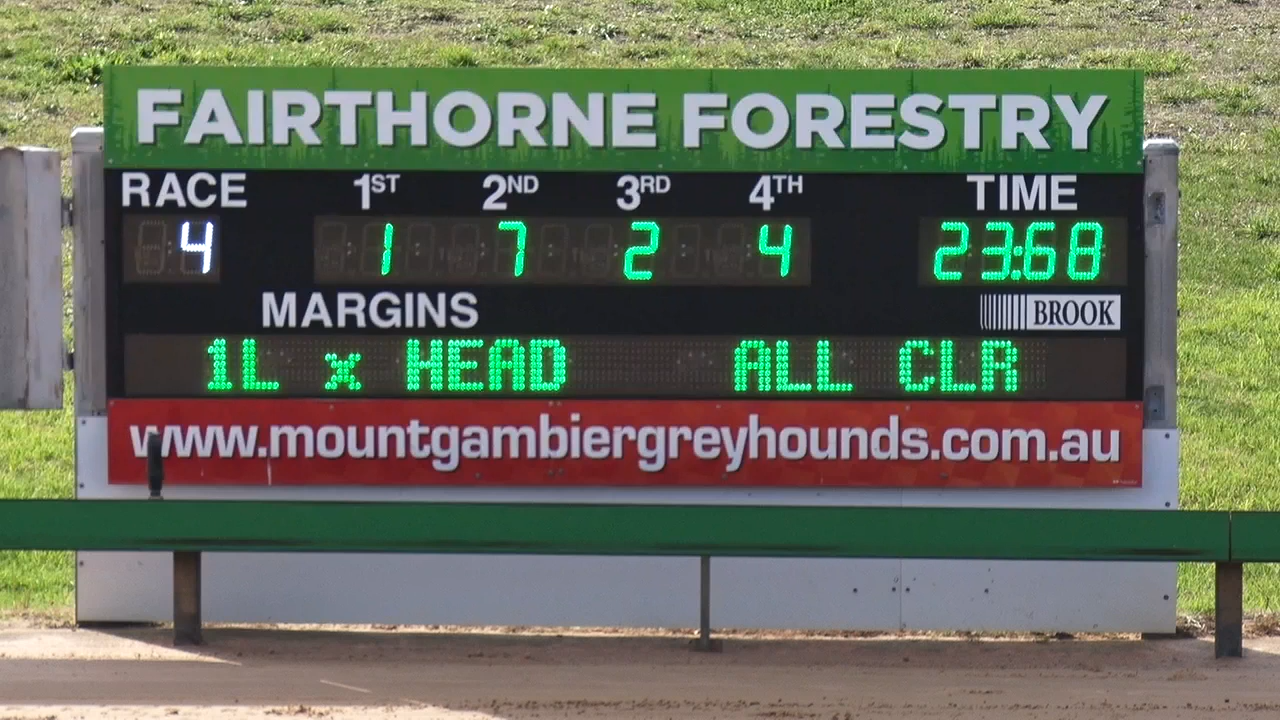 FAIRTHORNE FORESTRY
RACE 1ST 2ND 3RD 4TH TIME
4 1 7 2 4 23:68
MARGINS BROOK
1L x HEAD ALL CLR
www.mountgambiergreyhounds.com.au